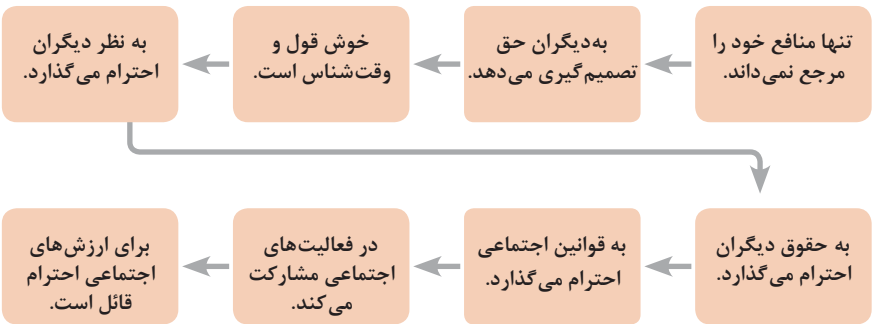 تنها منافع خود را
مرجع نمی‌داند.
به‌دیگران حق
تصمیم‌گیری می‌دهد.
خوش قول و
وقت‌شناس است.
به نظر دیگران
احترام می‌گذارد.
به حقوق دیگران
احترام می‌گذارد.
به قوانین اجتماعی
احترام می‌گذارد.
در فعالیت‌های
اجتماعی مشارکت
می‌کند.
برای ارزش‌های
اجتماعی احترام
قائل است.